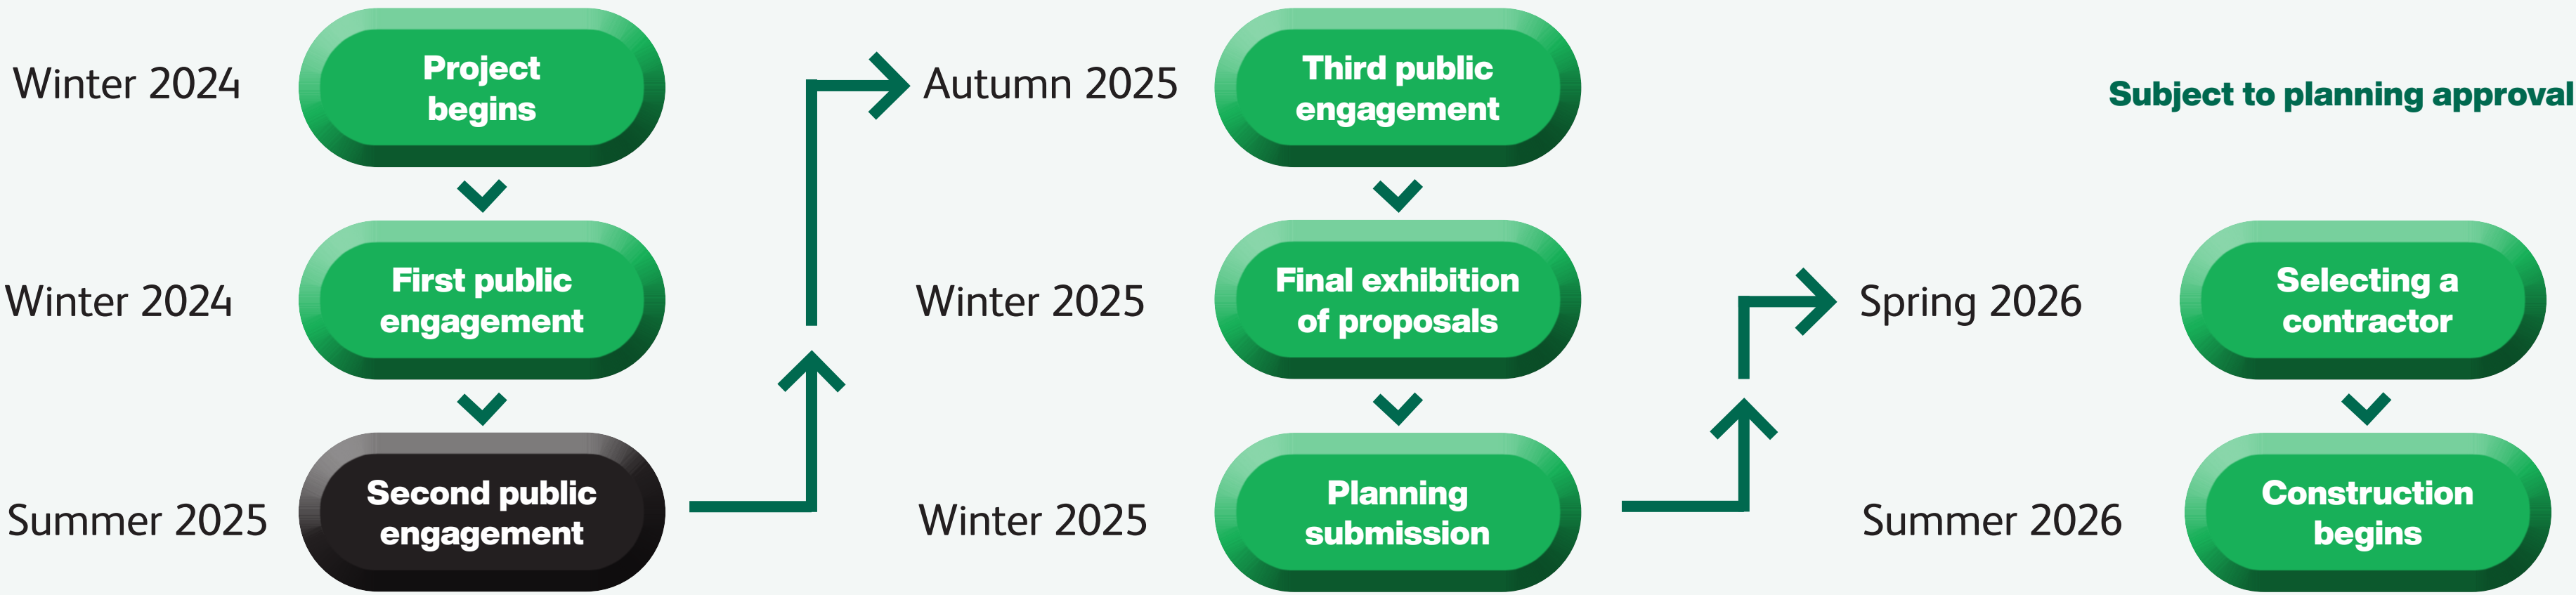 Winter 2024
Project
begins
Winter 2024
First public
engagement
Summer 2025
Second public
engagement
Autumn 2025
Third public
engagement
Winter 2025
Final exhibition
of proposals
Winter 2025
Planning
submission
Subject to planning approval
Spring 2026
Selecting a
contractor
Summer 2026
Construction
begins